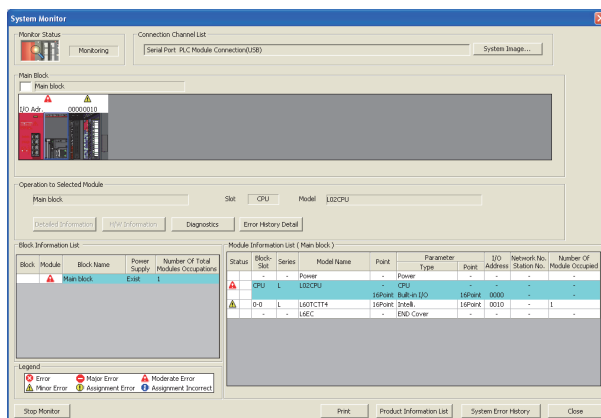 System Monitor
Monitor Status
Monitoring
Connection Channel List
Serial Port PLC Module Connection(USB)
System Image...
Main Block
Main block
I/O Adr. 00000010
Operation to Selected Module
Main block Slot CPU Model L02CPU
Detailed Information H/W Information Diagnostics Error History Detail
Block Information List
Block Module Block Name Power Supply Number Of Total Modules Occupations
Main block Exist 1
Module Information List ( Main block )
Status Block-Slot Series Model Name Point Parameter Type Point I/O Address Network No. Station No. Number Of Module Occupied
- - Power - Power - - - -
CPU L L02CPU - CPU - - - -
16Point Built-in I/O 16Point 0000 - -
0-0 L L60TCTT4 16Point Intelli. 16Point 0010 - 1
- - L6EC - END Cover - - - -
Legend
Error Major Error Moderate Error
Minor Error Assignment Error Assignment Incorrect
Stop Monitor Print Product Information List System Error History Close